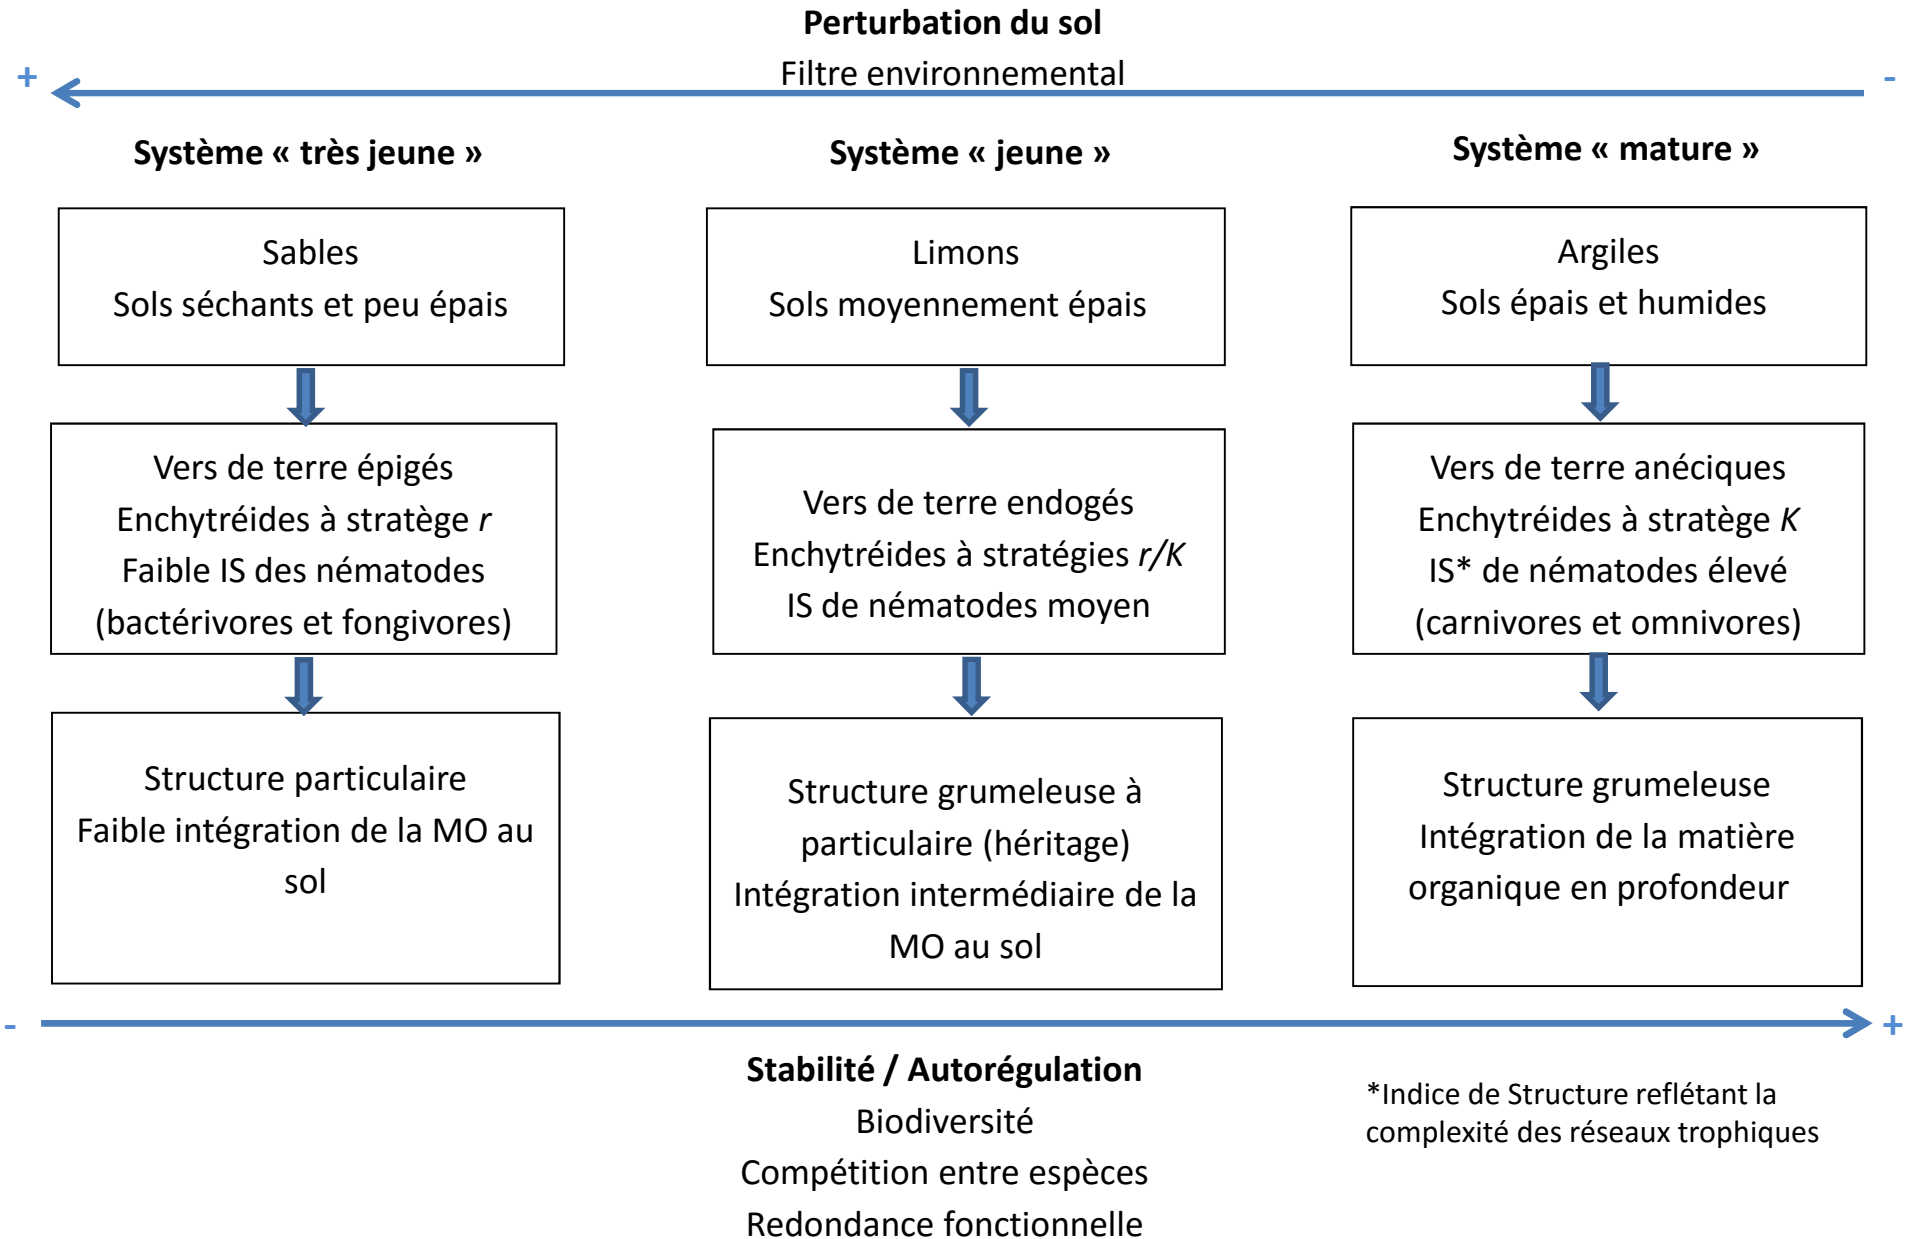 Perturbation du sol
Filtre environnemental
+
-
Système « très jeune »
Système « jeune »
Système « mature »
Sables
Sols séchants et peu épais
Limons
Sols moyennement épais
Argiles
Sols épais et humides
Vers de terre épigés
Enchytréides à stratège r
Faible IS des nématodes
(bactérivores et fongivores)
Vers de terre endogés
Enchytréides à stratégies r/K
IS de nématodes moyen
Vers de terre anéciques
Enchytréides à stratège K
IS* de nématodes élevé
(carnivores et omnivores)
Structure particulaire
Faible intégration de la MO au
sol
Structure grumeleuse à
particulaire (héritage)
Intégration intermédiaire de la
MO au sol
Structure grumeleuse
Intégration de la matière
organique en profondeur
-
+
Stabilité / Autorégulation
Biodiversité
Compétition entre espèces
Redondance fonctionnelle
*Indice de Structure reflétant la
complexité des réseaux trophiques